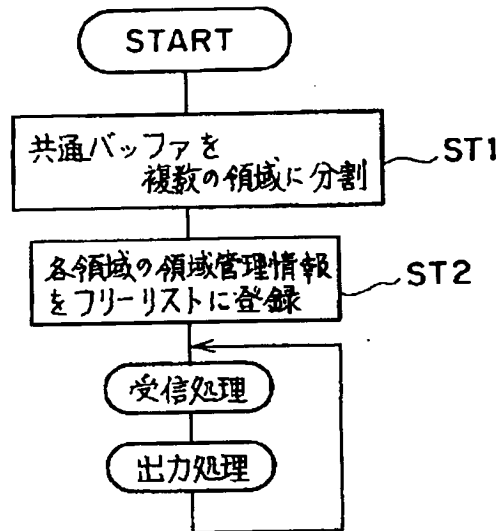 START
共通バッファを
複数の領域に分割
ST1
各領域の領域管理情報
をフリーリストに登録
ST2
受信処理
出力処理